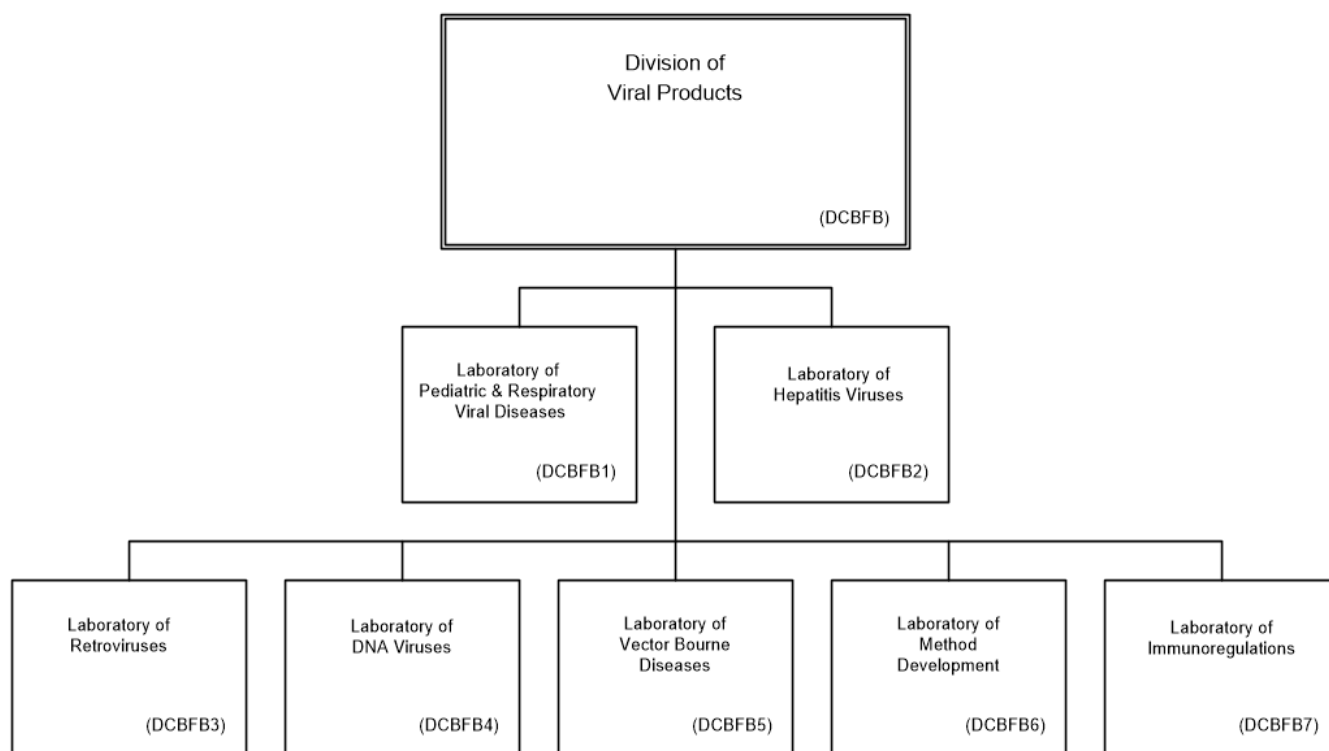 Division of
Viral Products
(DCBFB)
Laboratory of
Pediatric & Respiratory
Viral Diseases
(DCBFB1)
Laboratory of
Hepatitis Viruses
(DCBFB2)
Laboratory of
Retroviruses
(DCBFB3)
Laboratory of
DNA Viruses
(DCBFB4)
Laboratory of
Vector Bourne
Diseases
(DCBFB5)
Laboratory of
Method
Development
(DCBFB6)
Laboratory of
Immunoregulations
(DCBFB7)